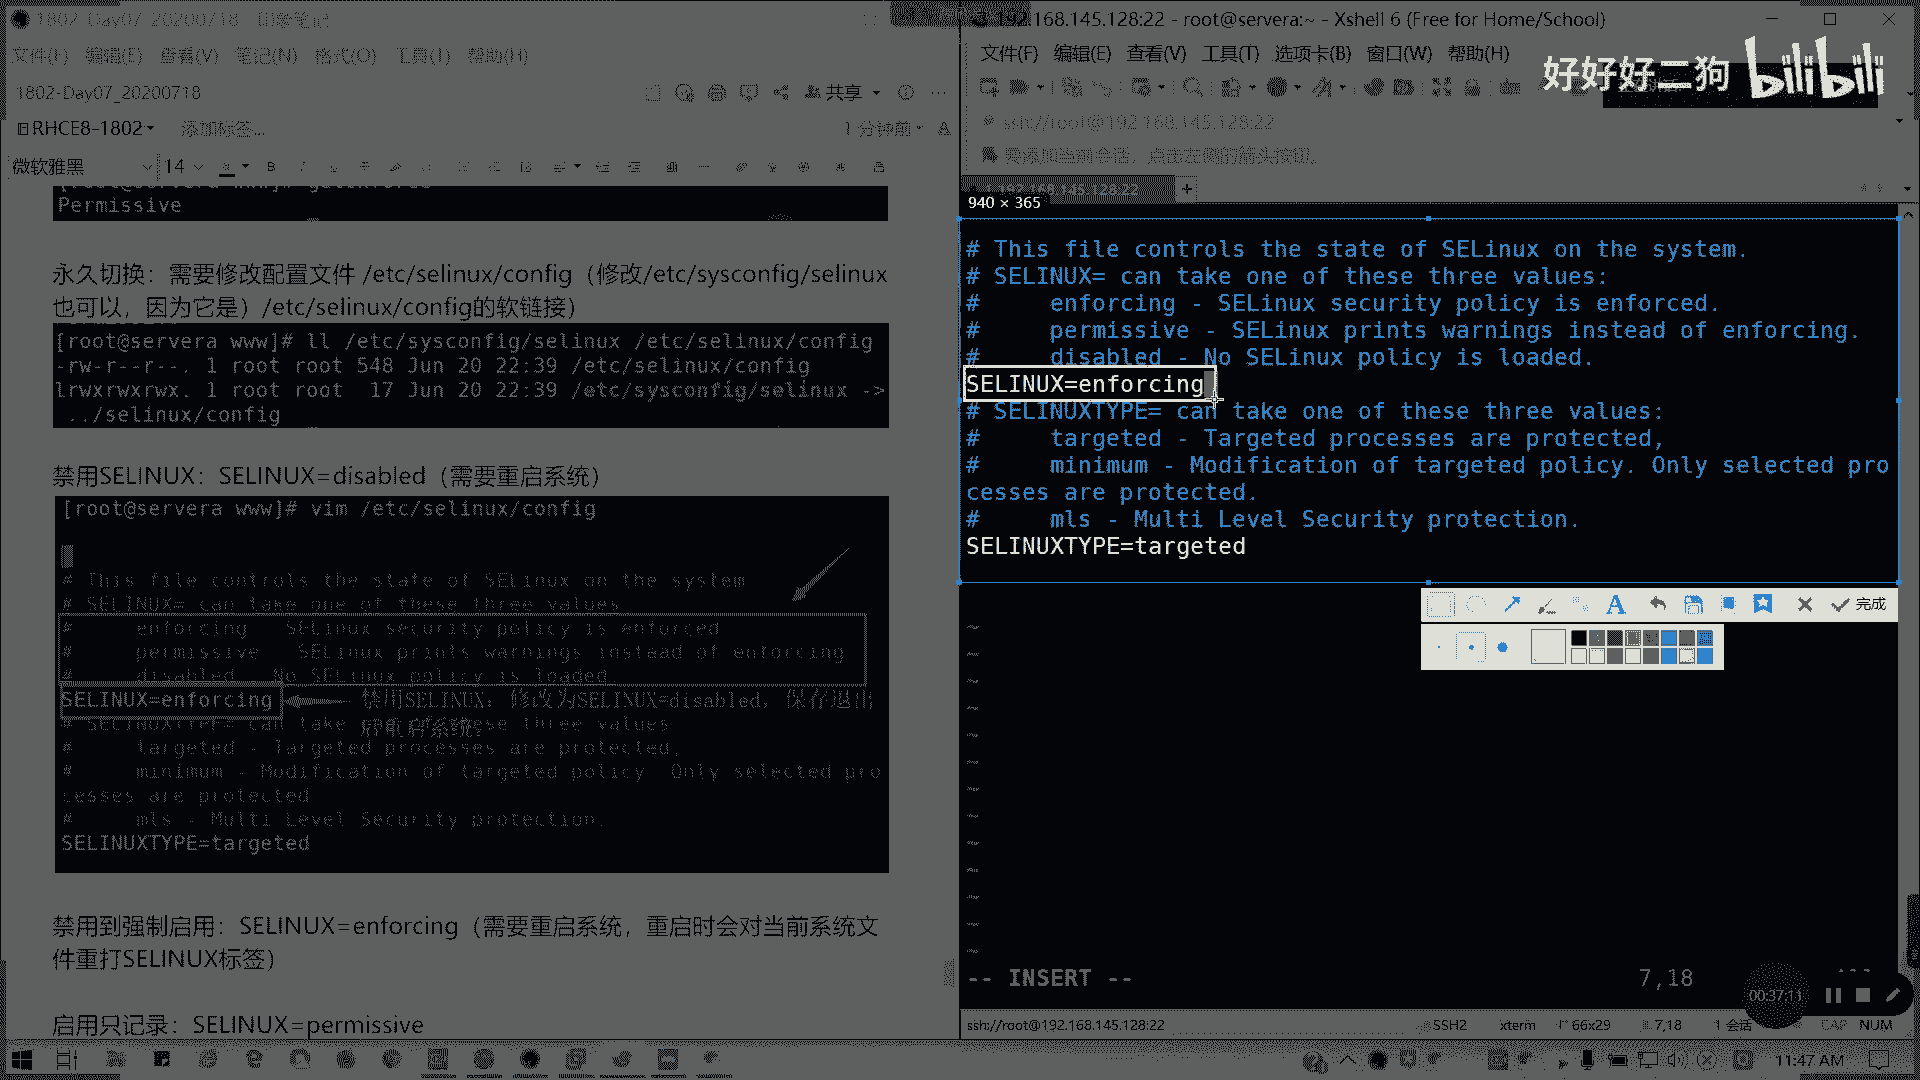 1802-Day07_20200718 - 印象笔记
文件(F) 编辑(E) 查看(V) 笔记(N) 格式(O) 工具(T) 帮助(H)
1802-Day07_20200718
共享
RHCE8-1802
添加标签...
1 分钟前
微软雅黑
14
Permissive
永久切换：需要修改配置文件 /etc/selinux/config（修改/etc/sysconfig/selinux
也可以，因为它是）/etc/selinux/config的软链接）
[root@servera www]# ll /etc/sysconfig/selinux /etc/selinux/config
-rw-r--r--. 1 root root 548 Jun 20 22:39 /etc/selinux/config
lrwxrwxrwx. 1 root root  17 Jun 20 22:39 /etc/sysconfig/selinux ->
../selinux/config
禁用SELINUX：SELINUX=disabled（需要重启系统）
[root@servera www]# vim /etc/selinux/config
# This file controls the state of SELinux on the system
# SELINUX= can take one of these three values
#     enforcing   SELinux security policy is enforced
#     permissive   SELinux prints warnings instead of enforcing
#     disabled   No SELinux policy is loaded
SELINUX=enforcing
禁用SELINUX：修改为SELINUX=disabled，保存退出
后重启系统；
# SELINUXTYPE= can take one of these three values
#     targeted - Targeted processes are protected,
#     minimum - Modification of targeted policy  Only selected pro
cesses are protected
#     mls - Multi Level Security protection.
SELINUXTYPE=targeted
禁用到强制启用：SELINUX=enforcing（需要重启系统，重启时会对当前系统文
件重打SELINUX标签）
启用只记录：SELINUX=permissive
192.168.145.128:22 - root@servera:~ - Xshell 6 (Free for Home/School)
文件(F) 编辑(E) 查看(V) 工具(T) 选项卡(B) 窗口(W) 帮助(H)
好好好二狗 bilibili
ssh://root@192.168.145.128:22
要添加当前会话，点击左侧的箭头按钮。
1 192.168.145.128:22
940 × 365
# This file controls the state of SELinux on the system.
# SELINUX= can take one of these three values:
#     enforcing - SELinux security policy is enforced.
#     permissive - SELinux prints warnings instead of enforcing.
#     disabled - No SELinux policy is loaded.
SELINUX=enforcing
# SELINUXTYPE= can take one of these three values:
#     targeted - Targeted processes are protected,
#     minimum - Modification of targeted policy. Only selected pro
cesses are protected.
#     mls - Multi Level Security protection.
SELINUXTYPE=targeted
完成
-- INSERT --
7,18
00:37:11
ssh://root@192.168.145.128:22
SSH2
xterm
66x29
7,18
1 会话
CAP
NUM
11:47 AM